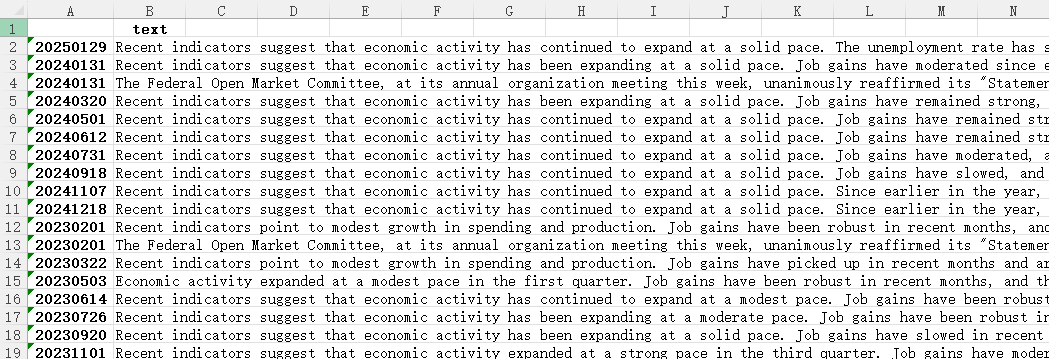 A B C D E F G H I J K L M N
1 text
2 20250129 Recent indicators suggest that economic activity has continued to expand at a solid pace. The unemployment rate has s
3 20240131 Recent indicators suggest that economic activity has been expanding at a solid pace. Job gains have moderated since e
4 20240131 The Federal Open Market Committee, at its annual organization meeting this week, unanimously reaffirmed its "Statemen
5 20240320 Recent indicators suggest that economic activity has been expanding at a solid pace. Job gains have remained strong,
6 20240501 Recent indicators suggest that economic activity has continued to expand at a solid pace. Job gains have remained str
7 20240612 Recent indicators suggest that economic activity has continued to expand at a solid pace. Job gains have remained str
8 20240731 Recent indicators suggest that economic activity has continued to expand at a solid pace. Job gains have moderated, a
9 20240918 Recent indicators suggest that economic activity has continued to expand at a solid pace. Job gains have slowed, and
10 20241107 Recent indicators suggest that economic activity has continued to expand at a solid pace. Since earlier in the year,
11 20241218 Recent indicators suggest that economic activity has continued to expand at a solid pace. Since earlier in the year,
12 20230201 Recent indicators point to modest growth in spending and production. Job gains have been robust in recent months, and
13 20230201 The Federal Open Market Committee, at its annual organization meeting this week, unanimously reaffirmed its "Statemen
14 20230322 Recent indicators point to modest growth in spending and production. Job gains have picked up in recent months and ar
15 20230503 Economic activity expanded at a modest pace in the first quarter. Job gains have been robust in recent months, and th
16 20230614 Recent indicators suggest that economic activity has continued to expand at a modest pace. Job gains have been robust
17 20230726 Recent indicators suggest that economic activity has been expanding at a moderate pace. Job gains have been robust in
18 20230920 Recent indicators suggest that economic activity has been expanding at a solid pace. Job gains have slowed in recent
19 20231101 Recent indicators suggest that economic activity expanded at a strong pace in the third quarter. Job gains have mode